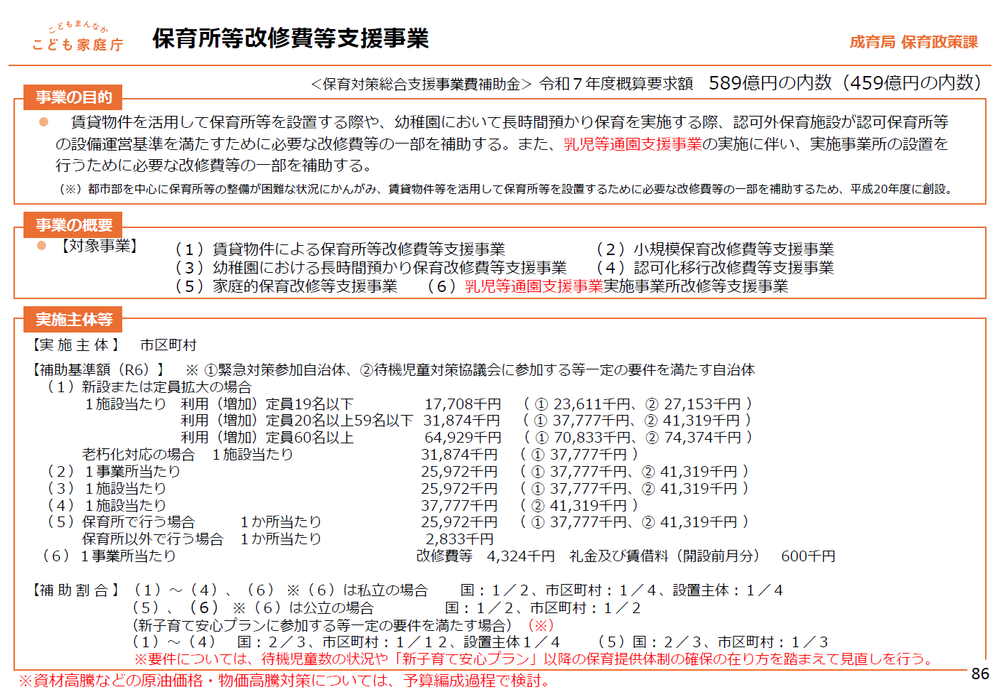 こどもまんなか
こども家庭庁
保育所等改修費等支援事業
成育局 保育政策課
＜保育対策総合支援事業費補助金＞ 令和７年度概算要求額　589億円の内数（459億円の内数）
事業の目的
● 賃貸物件を活用して保育所等を設置する際や、幼稚園において長時間預かり保育を実施する際、認可外保育施設が認可保育所等
の設備運営基準を満たすために必要な改修費等の一部を補助する。また、乳児等通園支援事業の実施に伴い、実施事業所の設置を
行うために必要な改修費等の一部を補助する。
（※）都市部を中心に保育所等の整備が困難な状況にかんがみ、賃貸物件等を活用して保育所等を設置するために必要な改修費等の一部を補助するため、平成20年度に創設。
事業の概要
● 【対象事業】 （１）賃貸物件による保育所等改修費等支援事業　（２）小規模保育改修費等支援事業
（３）幼稚園における長時間預かり保育改修費等支援事業　（４）認可化移行改修費等支援事業
（５）家庭的保育改修等支援事業　（６）乳児等通園支援事業実施事業所改修等支援事業
実施主体等
【実 施 主 体 】　市区町村
【補助基準額（R6）】　※ ①緊急対策参加自治体、②待機児童対策協議会に参加する等一定の要件を満たす自治体
（１）新設または定員拡大の場合
１施設当たり　利用（増加）定員19名以下　17,708千円　（ ① 23,611千円、② 27,153千円 ）
利用（増加）定員20名以上59名以下　31,874千円　（ ① 37,777千円、② 41,319千円 ）
利用（増加）定員60名以上　64,929千円　（ ① 70,833千円、② 74,374千円 ）
老朽化対応の場合　１施設当たり　31,874千円　（ ① 37,777千円 ）
（２）１事業所当たり　25,972千円　（ ① 37,777千円、② 41,319千円 ）
（３）１施設当たり　25,972千円　（ ① 37,777千円、② 41,319千円 ）
（４）１施設当たり　37,777千円　（ ② 41,319千円 ）
（５）保育所で行う場合　１か所当たり　25,972千円　（ ① 37,777千円、② 41,319千円 ）
保育所以外で行う場合　１か所当たり　2,833千円
（６）１事業所当たり　改修費等　4,324千円　礼金及び賃借料（開設前月分）　600千円
【補 助 割 合 】（１）～（４）、（６） ※（６）は私立の場合　国：１／２、市区町村：１／４、設置主体：１／４
（５）、（６） ※（６）は公立の場合　国：１／２、市区町村：１／２
（新子育て安心プランに参加する等一定の要件を満たす場合）（※）
（１）～（４）　国：２／３、市区町村：１／１２、設置主体１／４　（５）国：２／３、市区町村：１／３
※要件については、待機児童数の状況や「新子育て安心プラン」以降の保育提供体制の確保の在り方を踏まえて見直しを行う。
※資材高騰などの原油価格・物価高騰対策については、予算編成過程で検討。
86